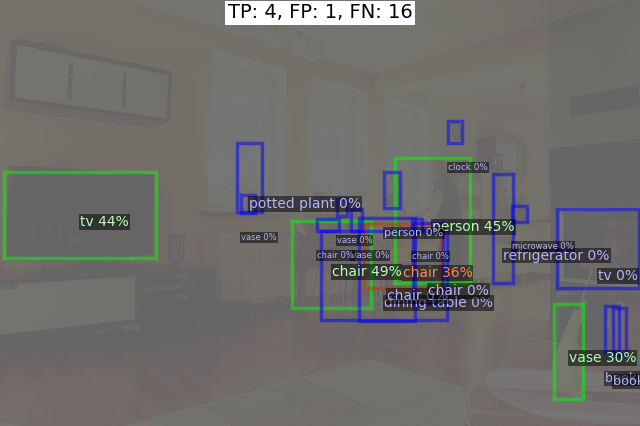 TP: 4, FP: 1, FN: 16
clock 0%
potted plant 0%
tv 44%
person 45%
person 0%
vase 0%
vase 0%
microwave 0%
chair 0%
vase 0%
chair 0%
refrigerator 0%
chair 49%
chair 36%
tv 0%
chair 0%
chair
dining table 0%
vase 30%
book